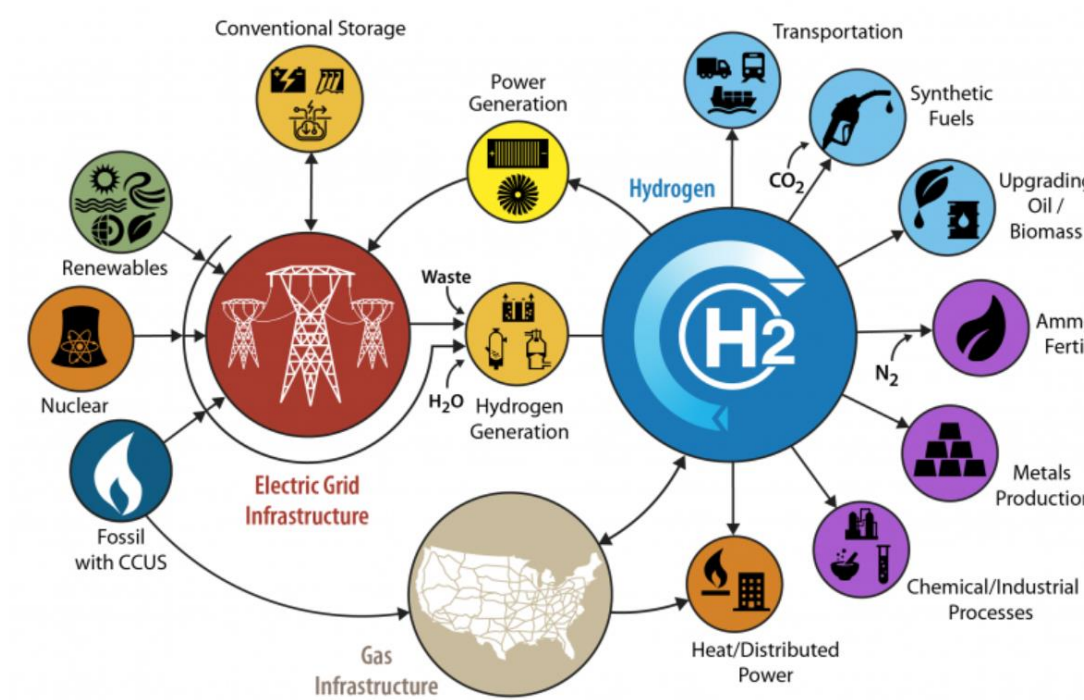 Conventional Storage
Transportation
Power
Generation
Synthetic
Fuels
CO2
Hydrogen
Upgrading
Oil /
Biomass
Renewables
Waste
H2
N2
Nuclear
H2O
Hydrogen
Generation
Metals
Production
Electric Grid
Infrastructure
Fossil
with CCUS
Chemical/Industrial
Processes
Gas
Infrastructure
Heat/Distributed
Power